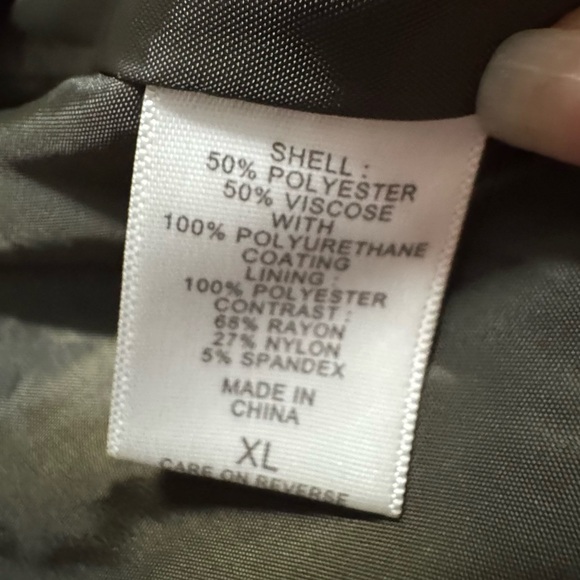 SHELL :
50% POLYESTER
50% VISCOSE
WITH
100% POLYURETHANE
COATING
LINING :
100% POLYESTER
CONTRAST :
68% RAYON
27% NYLON
5% SPANDEX
MADE IN
CHINA
XL
CARE ON REVERSE